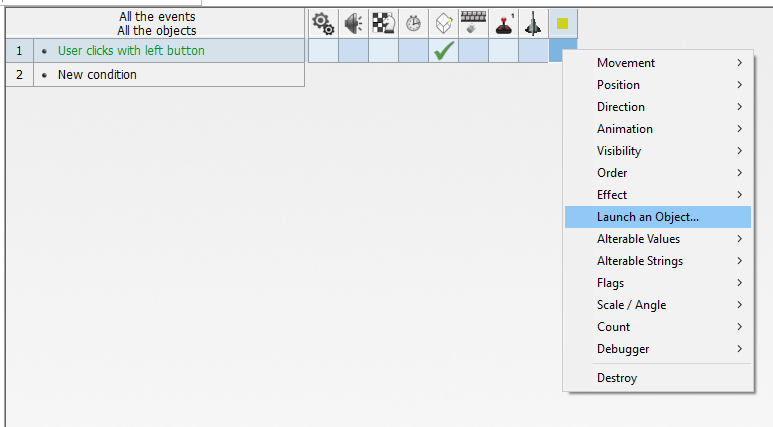 All the events
All the objects
1 User clicks with left button
2 New condition
1
Movement
Position
Direction
Animation
Visibility
Order
Effect
Launch an Object...
Alterable Values
Alterable Strings
Flags
Scale / Angle
Count
Debugger
Destroy